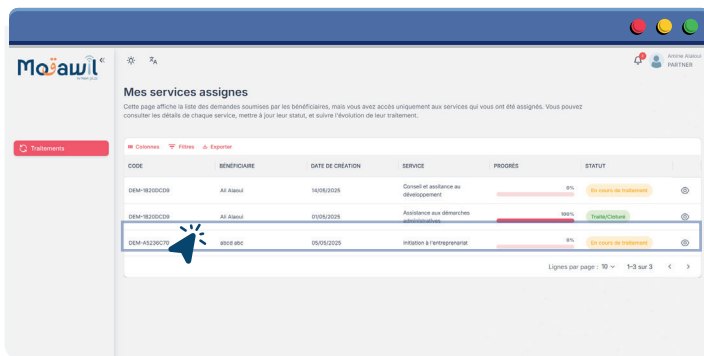 Moقawil
«
Amine Alaloui
PARTNER
Mes services assignes
Cette page affiche la liste des demandes soumises par les bénéficiaires, mais vous avez accès uniquement aux services qui vous ont été assignés. Vous pouvez
consulter les détails de chaque service, mettre à jour leur statut, et suivre l'évolution de leur traitement.
Traitements
Colonnes Filtres Exporter
CODE BÉNÉFICIAIRE DATE DE CRÉATION SERVICE PROGRÈS STATUT
DEM-1820DCD9 Ali Alaoui 14/05/2025 Conseil et assitance au
développement 0% En cours de traitement
DEM-1820DCD9 Ali Alaoui 01/05/2025 Assistance aux démarches
administratives 100% Traité/Cloturé
DEM-A5236C70 abcd abc 05/05/2025 Initiation à l'entreprenariat 0% En cours de traitement
Lignes par page : 10 1–3 sur 3